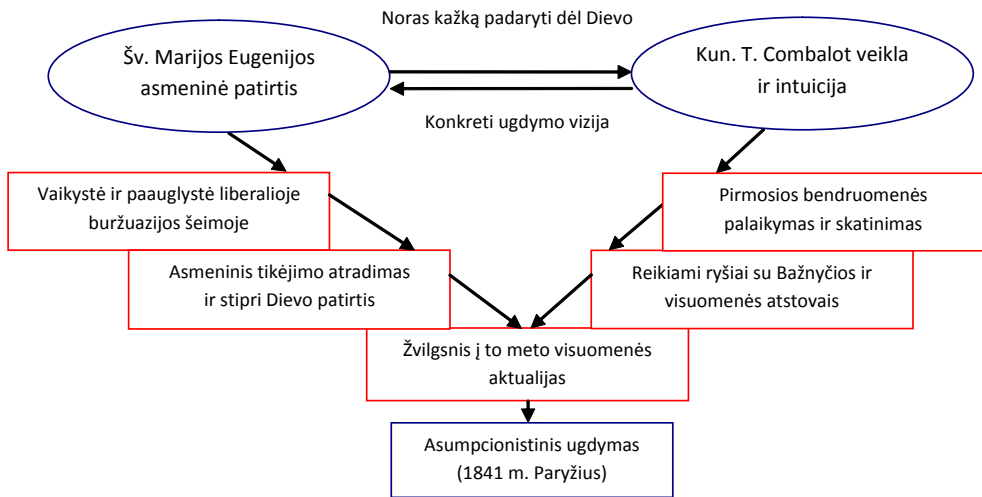 Noras kažką padaryti dėl Dievo
Šv. Marijos Eugenijos
asmeninė patirtis
Kun. T. Combalot veikla
ir intuicija
Konkreti ugdymo vizija
Vaikystė ir paauglystė liberalioje
buržuazijos šeimoje
Pirmosios bendruomenės
palaikymas ir skatinimas
Asmeninis tikėjimo atradimas
ir stipri Dievo patirtis
Reikiami ryšiai su Bažnyčios ir
visuomenės atstovais
Žvilgsnis į to meto visuomenės
aktualijas
Asumpcionistinis ugdymas
(1841 m. Paryžius)